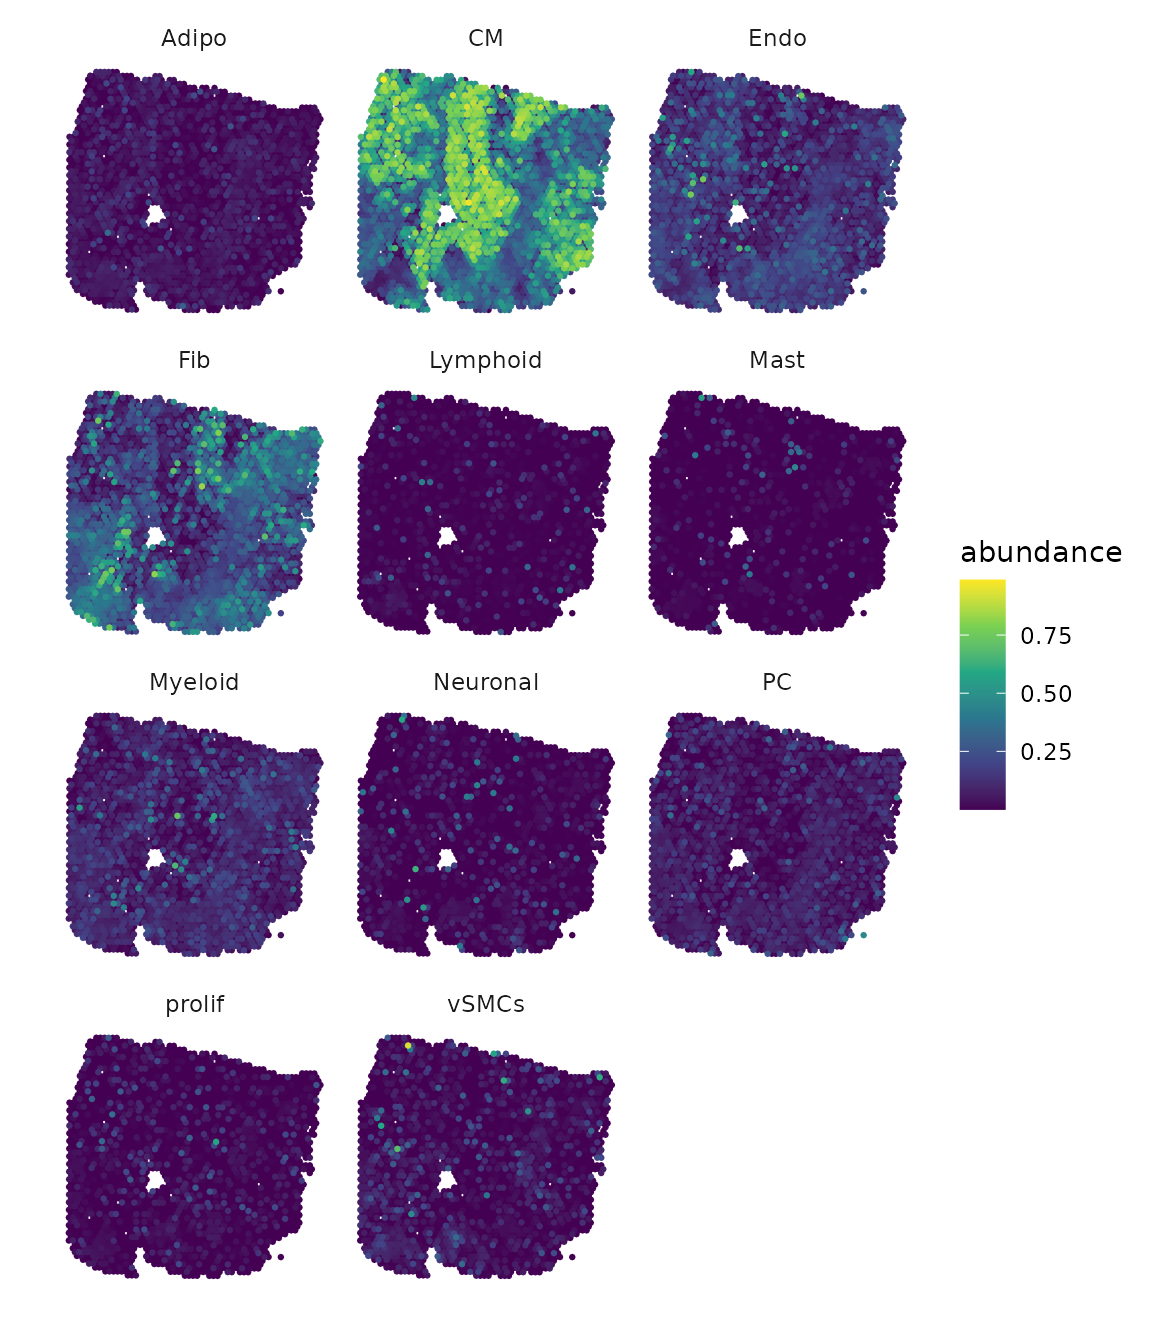 Adipo
CM
Endo
Fib
Lymphoid
Mast
Myeloid
Neuronal
PC
prolif
vSMCs
abundance
0.75
0.50
0.25